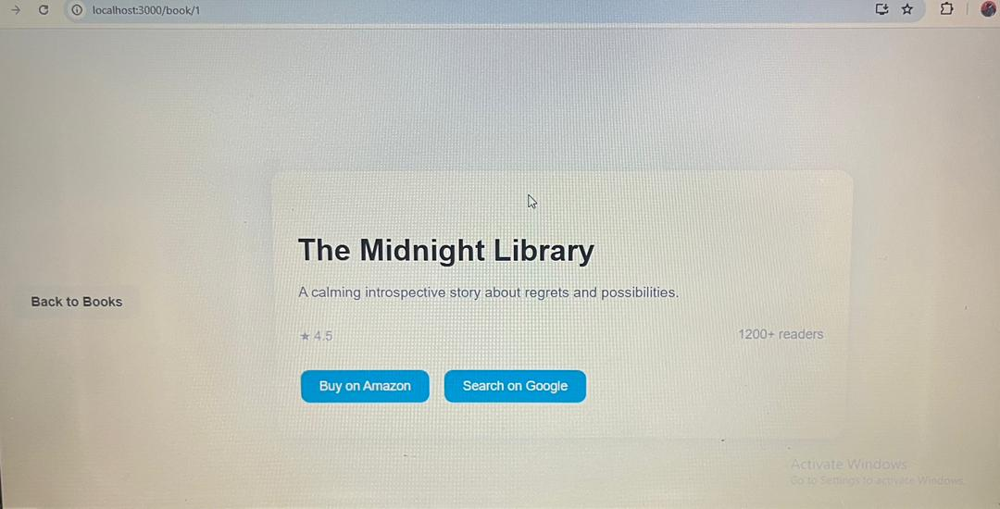 localhost:3000/book/1
The Midnight Library
A calming introspective story about regrets and possibilities.
Back to Books
★ 4.5
1200+ readers
Buy on Amazon
Search on Google
Activate Windows
Go to Settings to activate Windows.